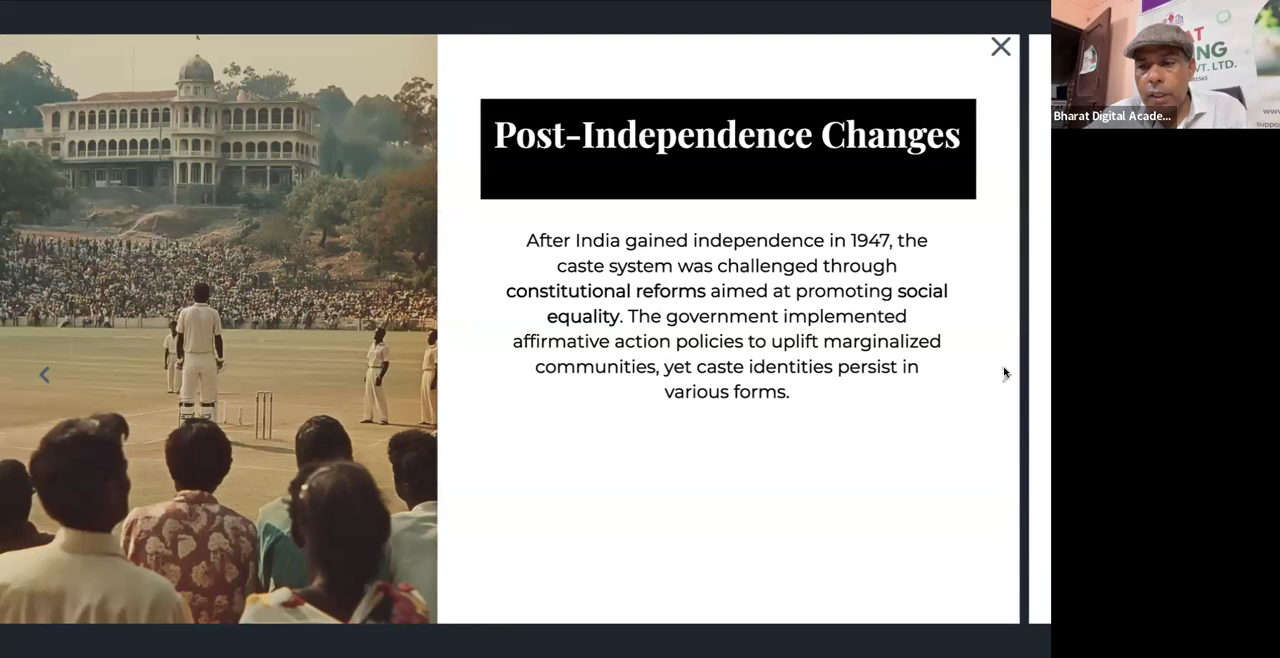 Post-Independence Changes
After India gained independence in 1947, the
caste system was challenged through
constitutional reforms aimed at promoting social
equality. The government implemented
affirmative action policies to uplift marginalized
communities, yet caste identities persist in
various forms.
Bharat Digital Acade...
VT. LTD.